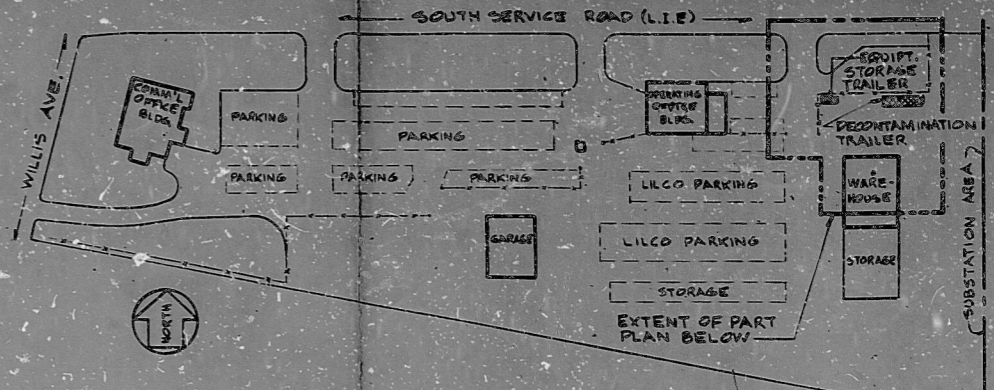 SOUTH SERVICE ROAD (L.I.E)
WILLIS AVE.
COMM'L
OFFICE
BLDG.
PARKING
PARKING
PARKING
PARKING
PARKING
OPERATING
OFFICE
BLDG.
EQUIPT.
STORAGE
TRAILER
DECONTAMINATION
TRAILER
LILCO PARKING
WARE-
HOUSE
GARAGE
LILCO PARKING
STORAGE
STORAGE
SUBSTATION AREA
EXTENT OF PART
PLAN BELOW
NORTH